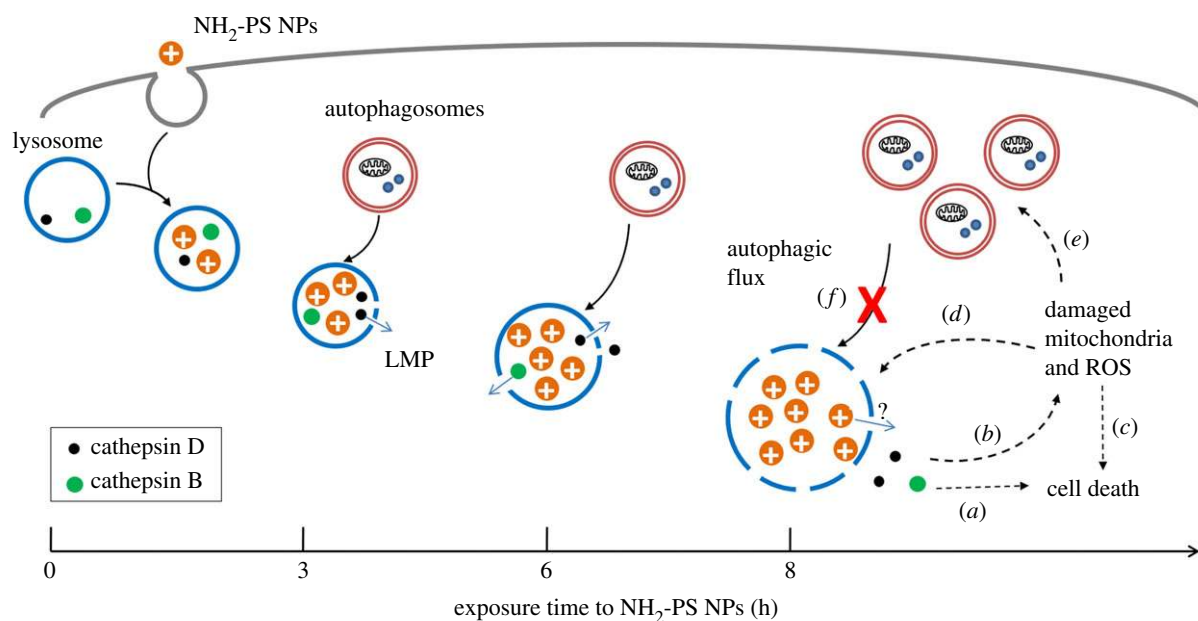 NH₂-PS NPs
lysosome
autophagosomes
LMP
autophagic
flux
(f)
(e)
(d)
damaged
mitochondria
and ROS
?
(b)
(c)
cell death
(a)
cathepsin D
cathepsin B
0
3
6
8
exposure time to NH₂-PS NPs (h)